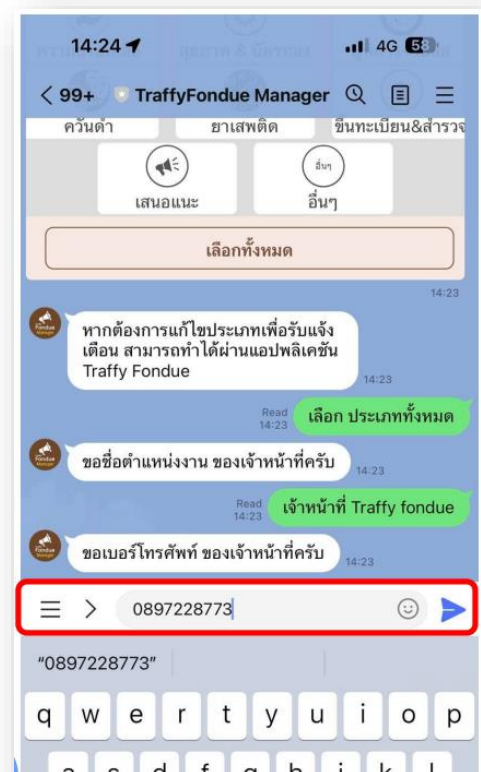 14:24
4G 58
99+ TraffyFondue Manager
ควันดำ ยาเสพติด ขึ้นทะเบียน&สำรวจ
อื่นๆ
เสนอแนะ อื่นๆ
เลือกทั้งหมด
14:23
หากต้องการแก้ไขประเภทเพื่อรับแจ้ง
เตือน สามารถทำได้ผ่านแอปพลิเคชัน
Traffy Fondue
14:23
Read
14:23
เลือก ประเภททั้งหมด
ขอชื่อตำแหน่งงาน ของเจ้าหน้าที่ครับ
14:23
Read
14:23
เจ้าหน้าที่ Traffy fondue
ขอเบอร์โทรศัพท์ ของเจ้าหน้าที่ครับ
14:23
0897228773
"0897228773"
q w e r t y u i o p
a s d f g h j k l